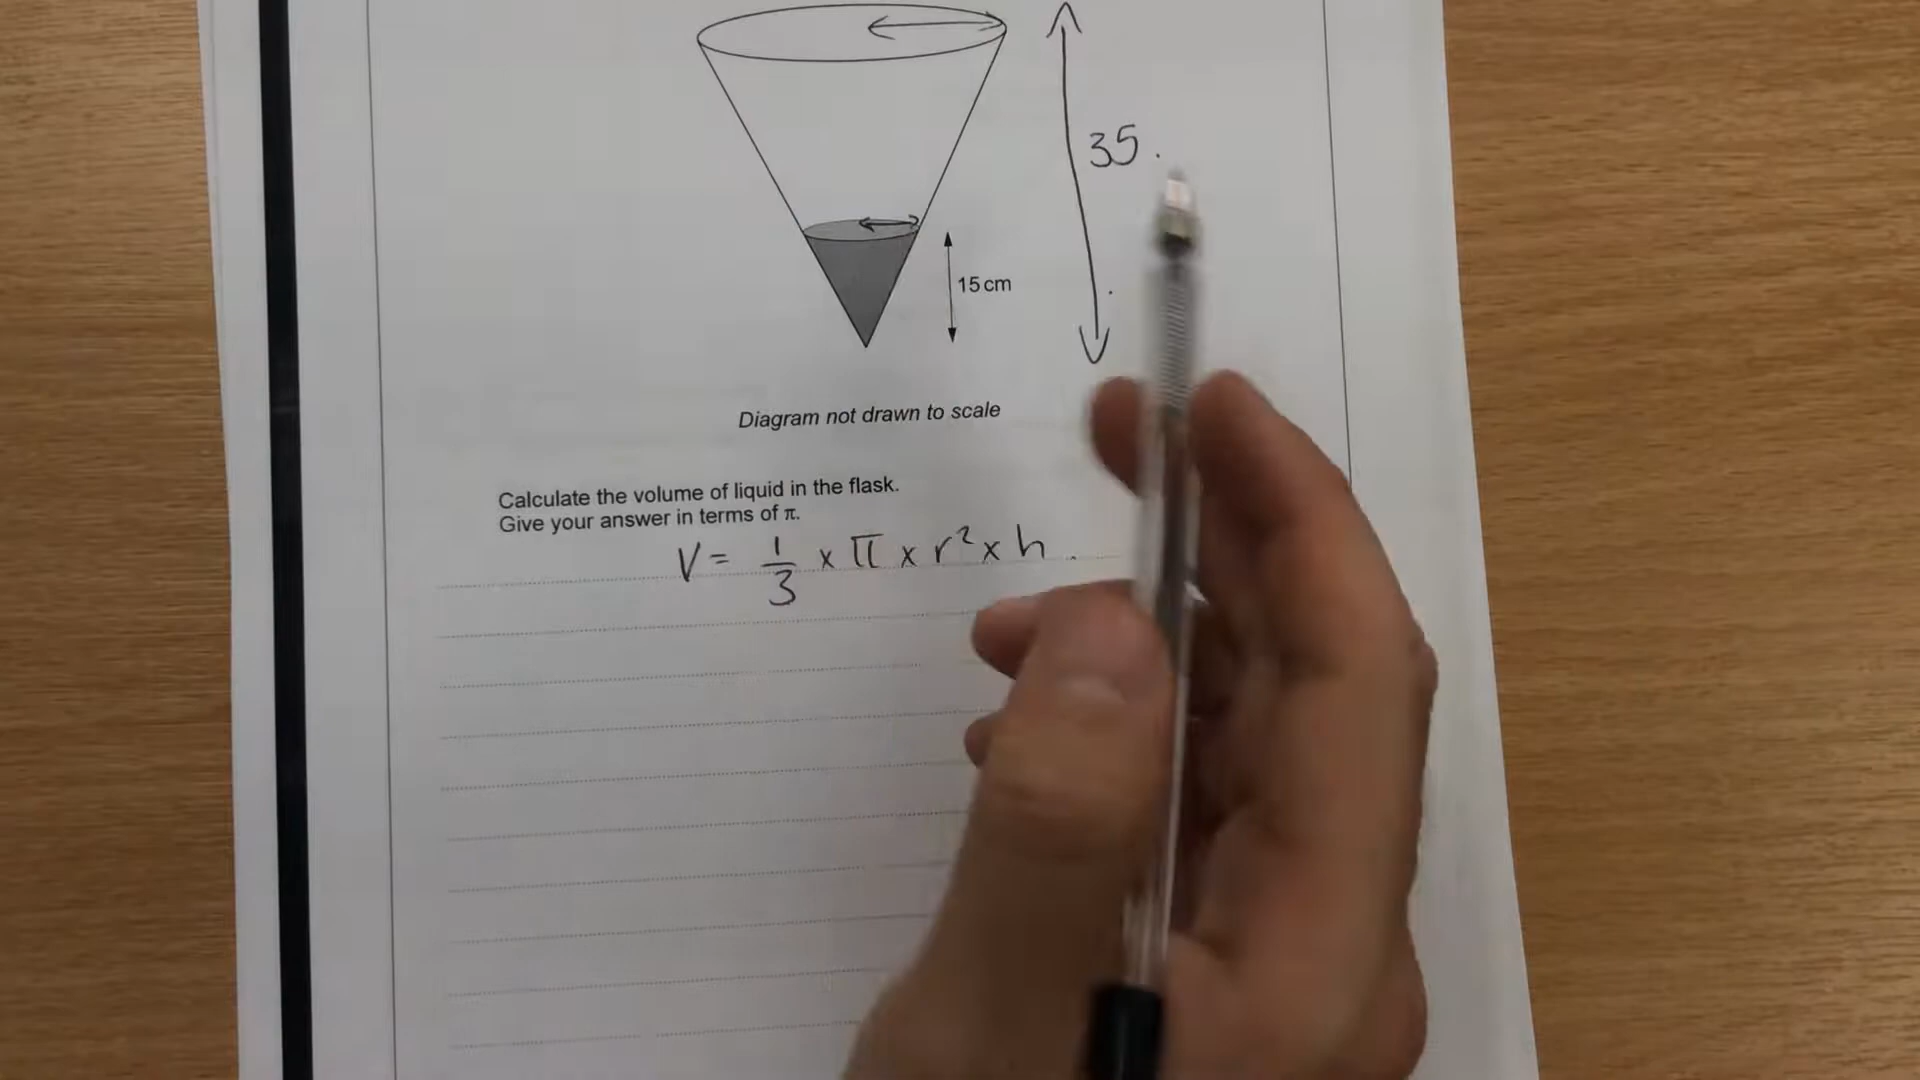 35.
15 cm
Diagram not drawn to scale
Calculate the volume of liquid in the flask.
Give your answer in terms of π.
V = 1/3 × π × r² × h